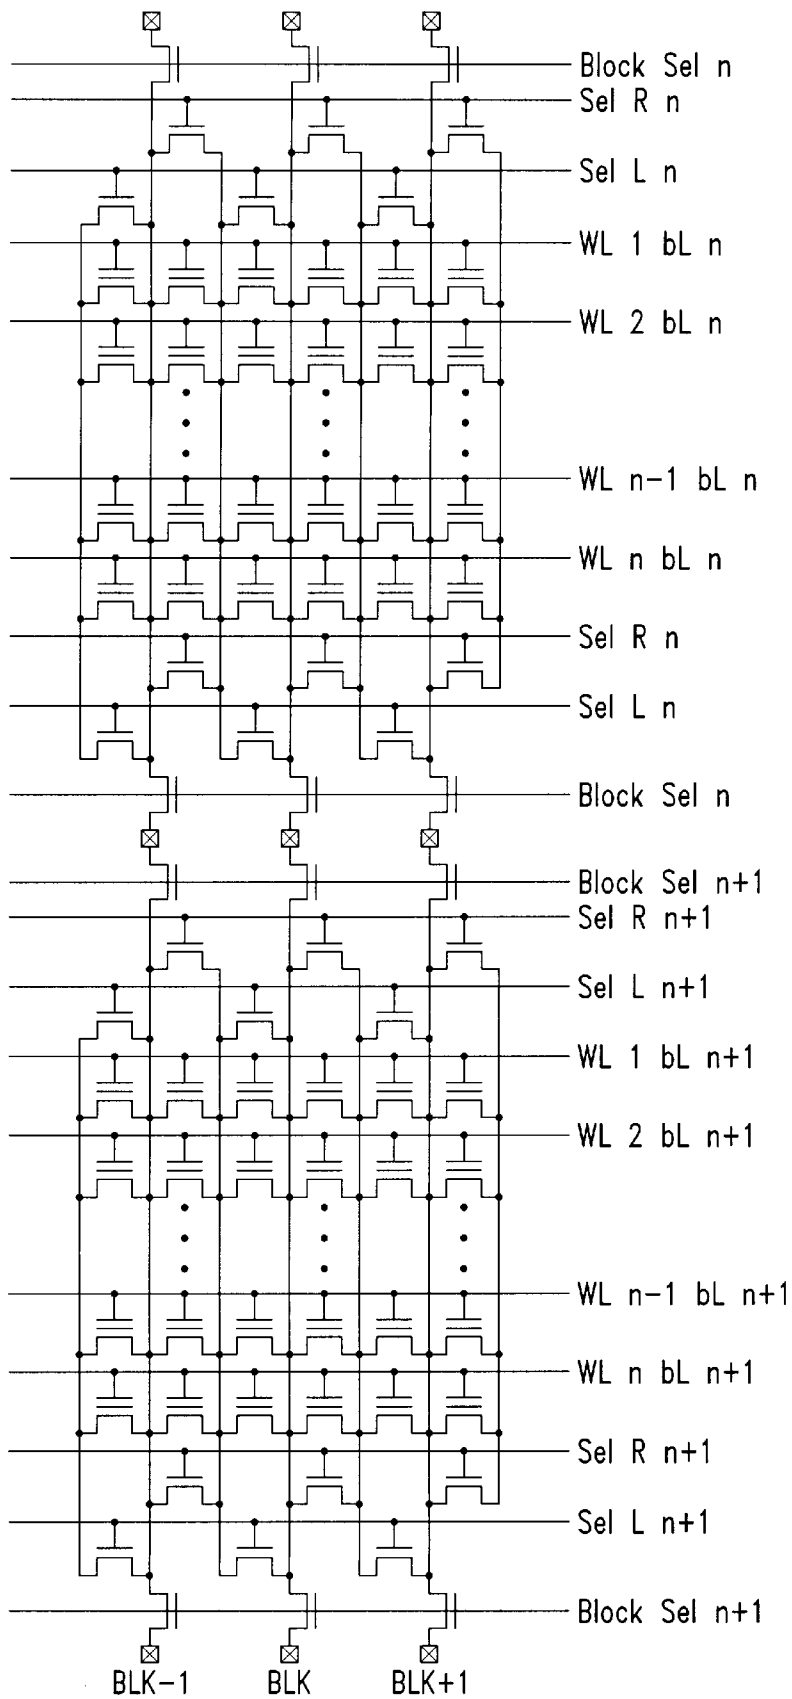 Block Sel n
Sel R n
Sel L n
WL 1 bL n
WL 2 bL n
WL n-1 bL n
WL n bL n
Sel R n
Sel L n
Block Sel n
Block Sel n+1
Sel R n+1
Sel L n+1
WL 1 bL n+1
WL 2 bL n+1
WL n-1 bL n+1
WL n bL n+1
Sel R n+1
Sel L n+1
Block Sel n+1
BLK-1 BLK BLK+1